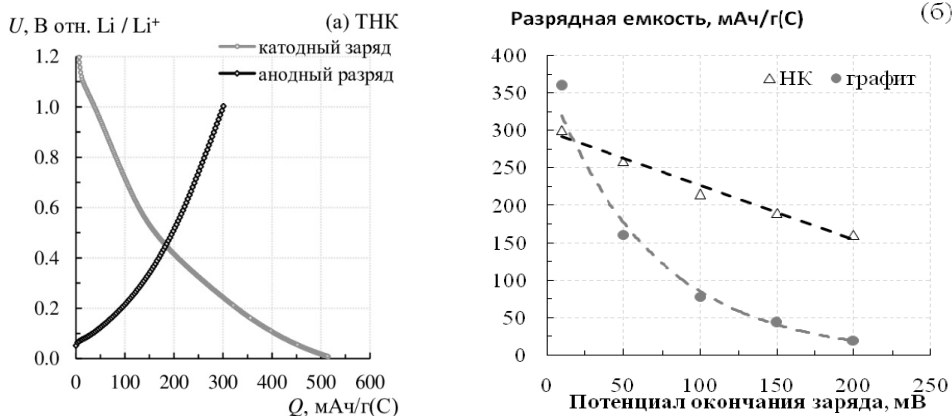 U, В отн. Li / Li⁺
(а) ТНК
катодный заряд
анодный разряд
1.2
1.0
0.8
0.6
0.4
0.2
0.0
0 100 200 300 400 500 600
Q, мАч/г(С)
Разрядная емкость, мАч/г(С)
(б)
НК графит
400
350
300
250
200
150
100
50
0
0 50 100 150 200 250
Потенциал окончания заряда, мВ